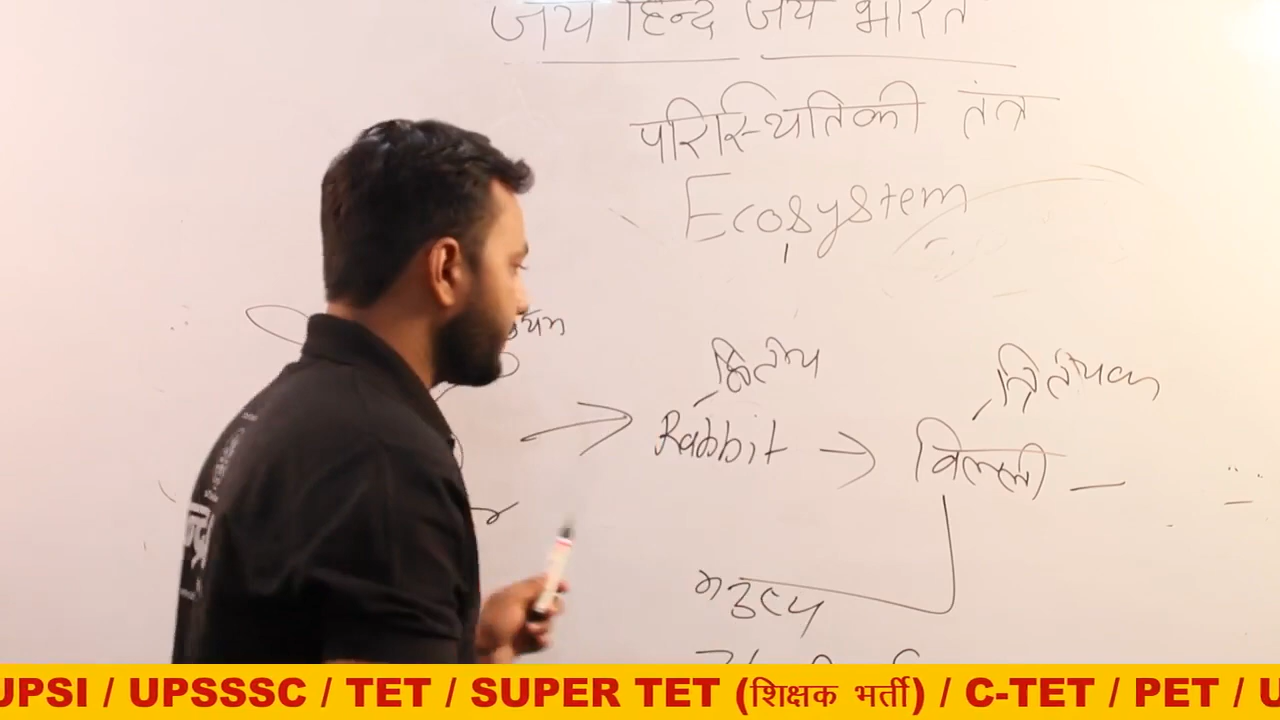 जय हिन्द जय भारत
परिस्थितिकी तंत्र
Ecosystem
द्वितीय
त्रितीयक
Rabbit → बिल्ली –
मनुष्य
UPSI / UPSSSC / TET / SUPER TET (शिक्षक भर्ती) / C-TET / PET / U